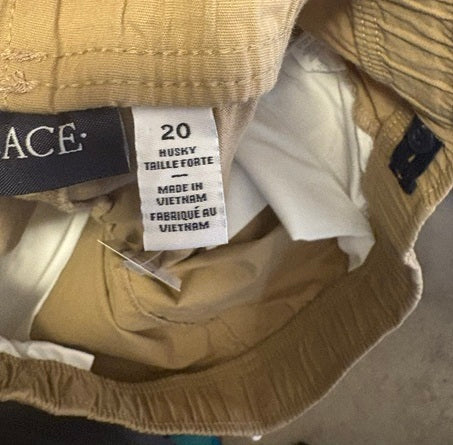 ACE·
20
HUSKY
TAILLE FORTE
MADE IN
VIETNAM
FABRIQUÉ AU
VIETNAM